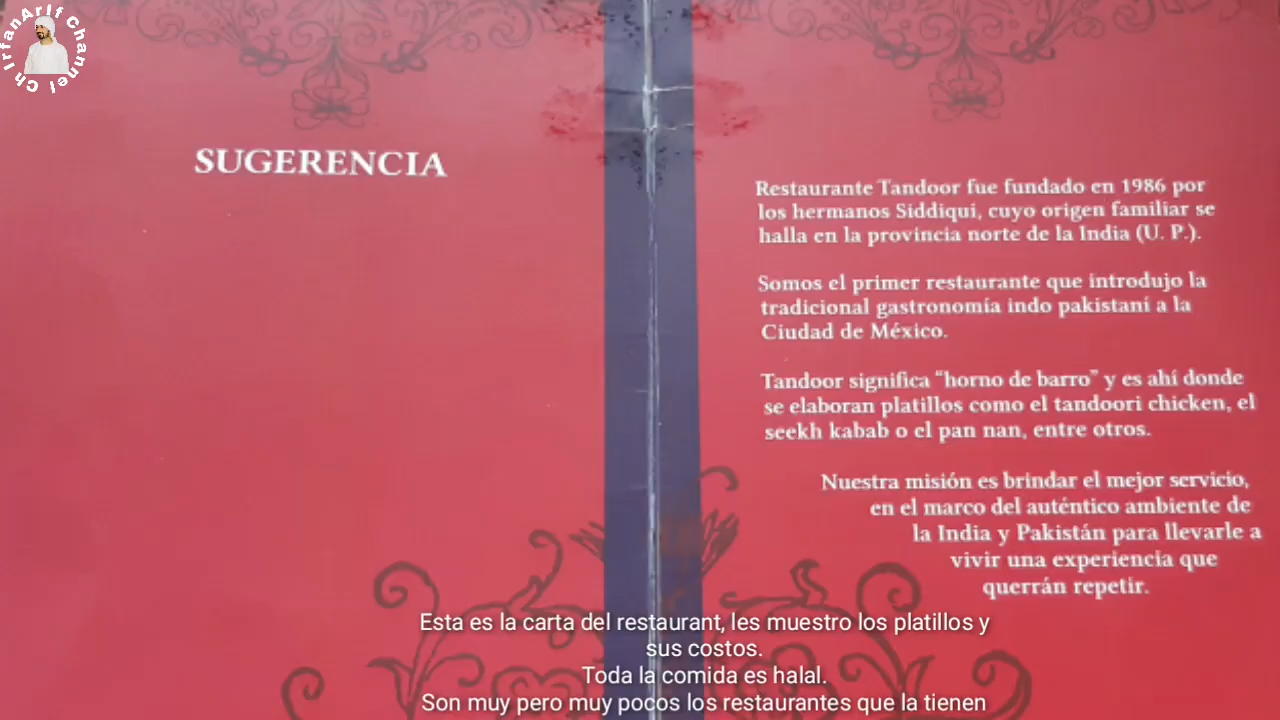 Ch IrfanArif Channel
SUGERENCIA
Restaurante Tandoor fue fundado en 1986 por
los hermanos Siddiqui, cuyo origen familiar se
halla en la provincia norte de la India (U. P.).
Somos el primer restaurante que introdujo la
tradicional gastronomía indo pakistaní a la
Ciudad de México.
Tandoor significa “horno de barro” y es ahí donde
se elaboran platillos como el tandoori chicken, el
seekh kabab o el pan nan, entre otros.
Nuestra misión es brindar el mejor servicio,
en el marco del auténtico ambiente de
la India y Pakistán para llevarle a
vivir una experiencia que
querrán repetir.
Esta es la carta del restaurant, les muestro los platillos y
sus costos.
Toda la comida es halal.
Son muy pero muy pocos los restaurantes que la tienen